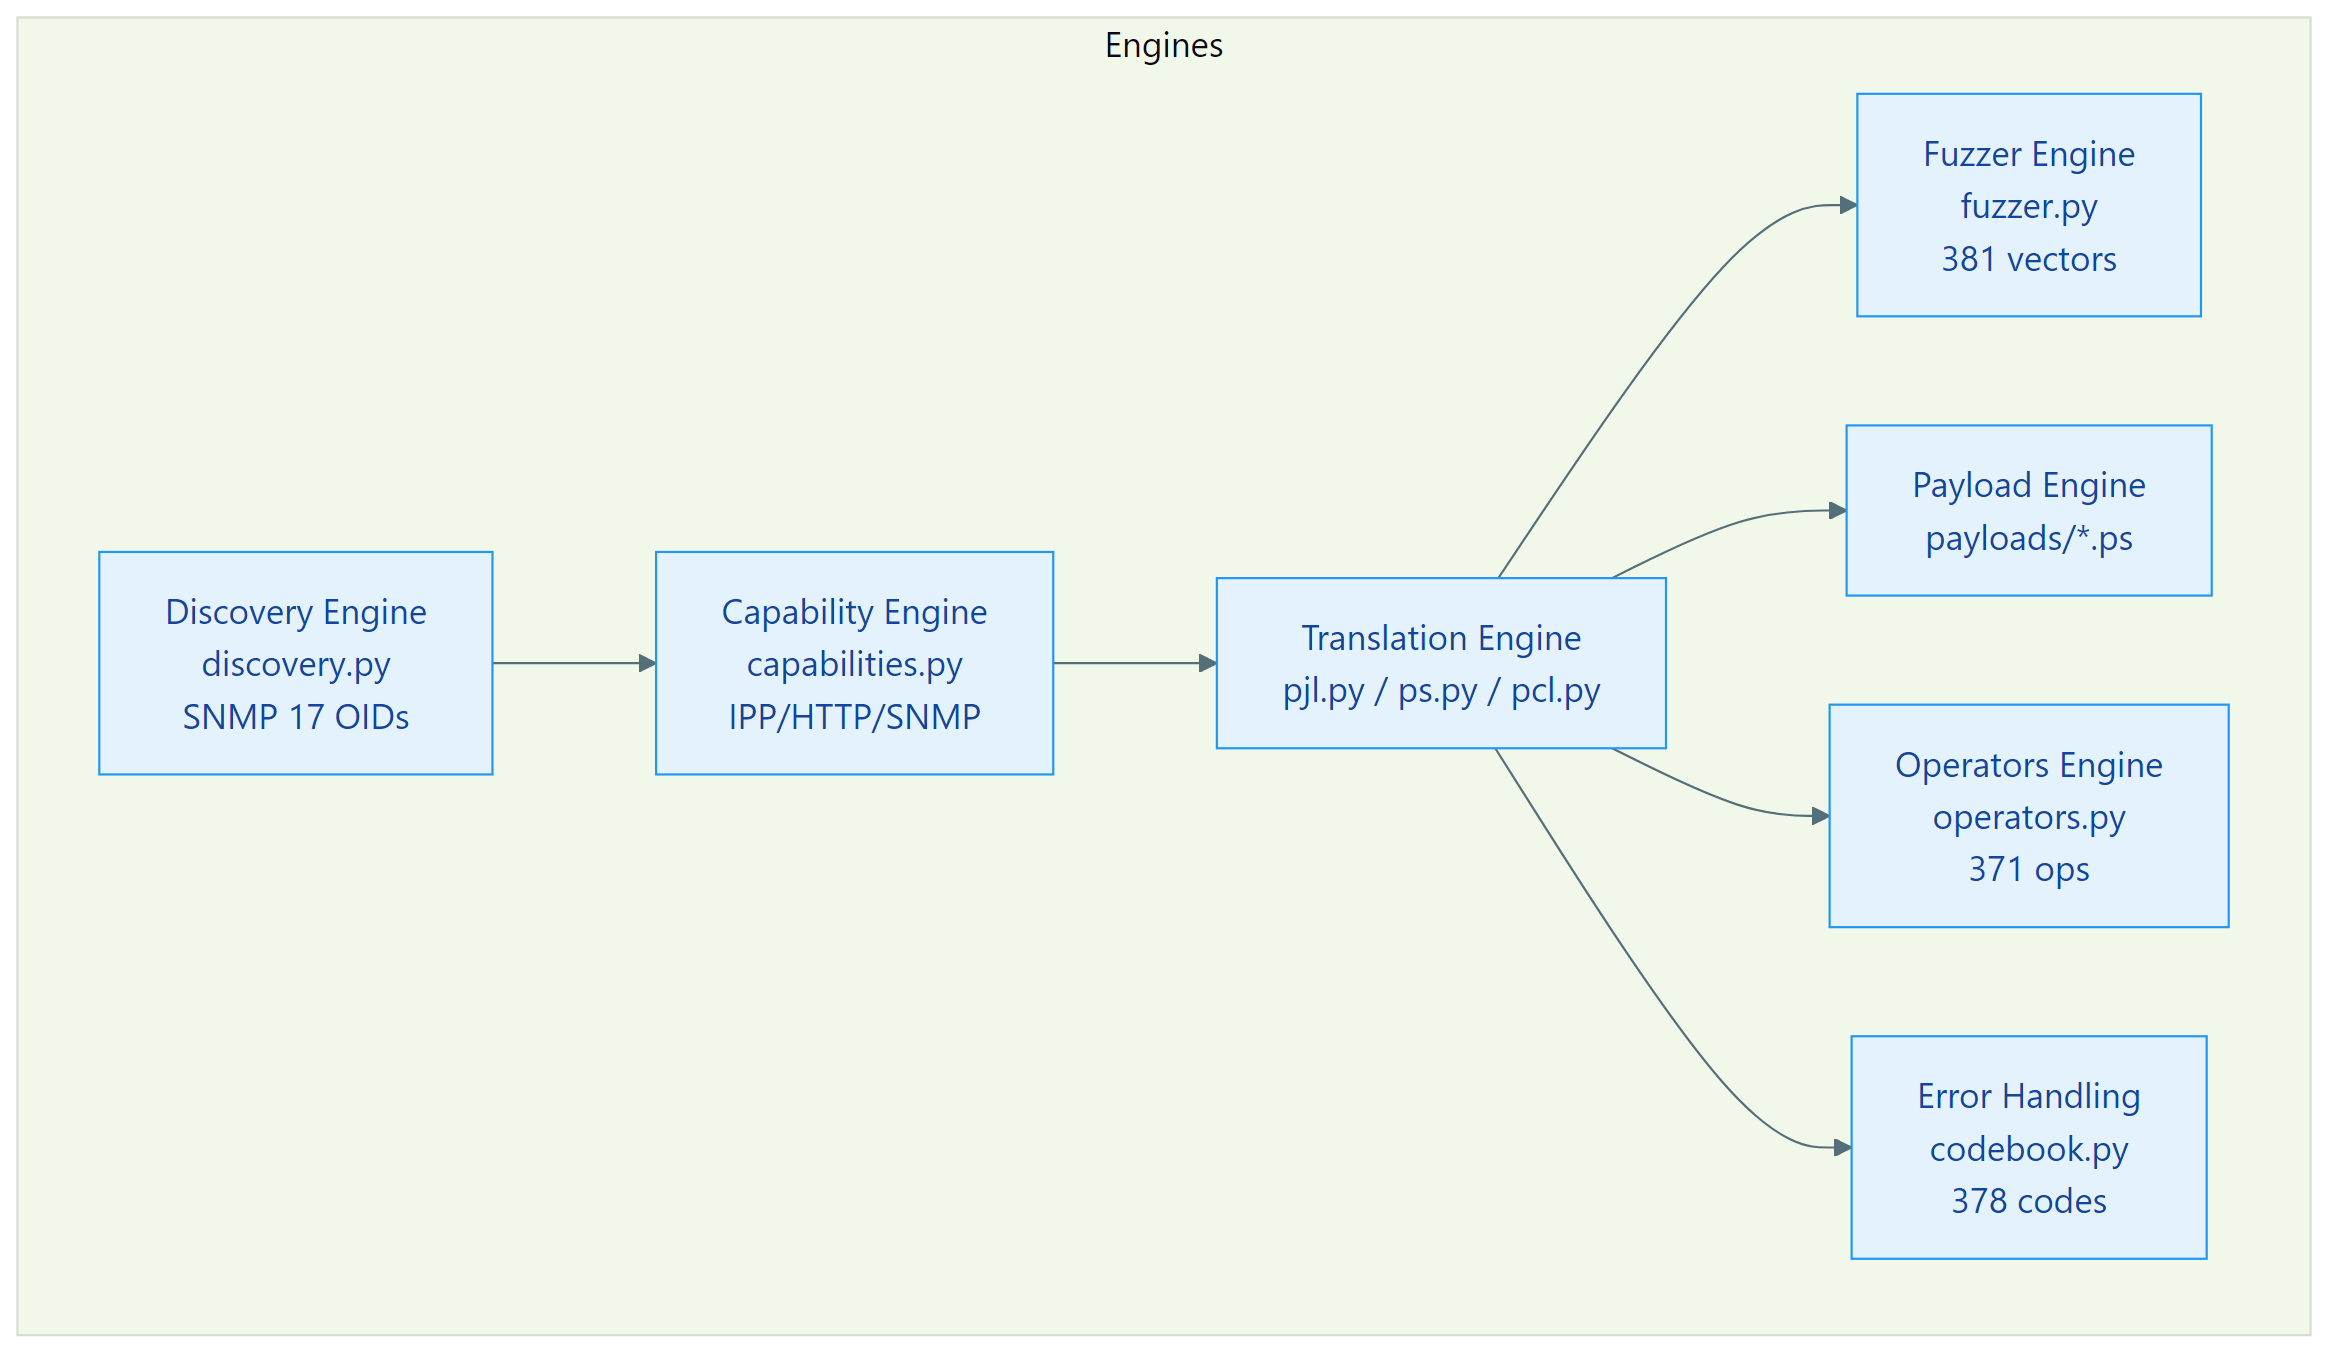 Engines
Discovery Engine
discovery.py
SNMP 17 OIDs
Capability Engine
capabilities.py
IPP/HTTP/SNMP
Translation Engine
pjl.py / ps.py / pcl.py
Fuzzer Engine
fuzzer.py
381 vectors
Payload Engine
payloads/*.ps
Operators Engine
operators.py
371 ops
Error Handling
codebook.py
378 codes